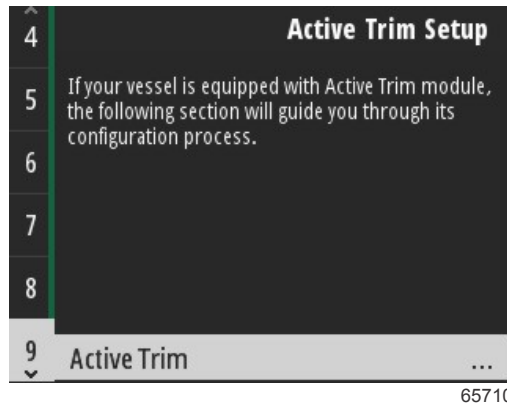 4
Active Trim Setup
5
If your vessel is equipped with Active Trim module,
the following section will guide you through its
configuration process.
6
7
8
9
Active Trim ...
65710